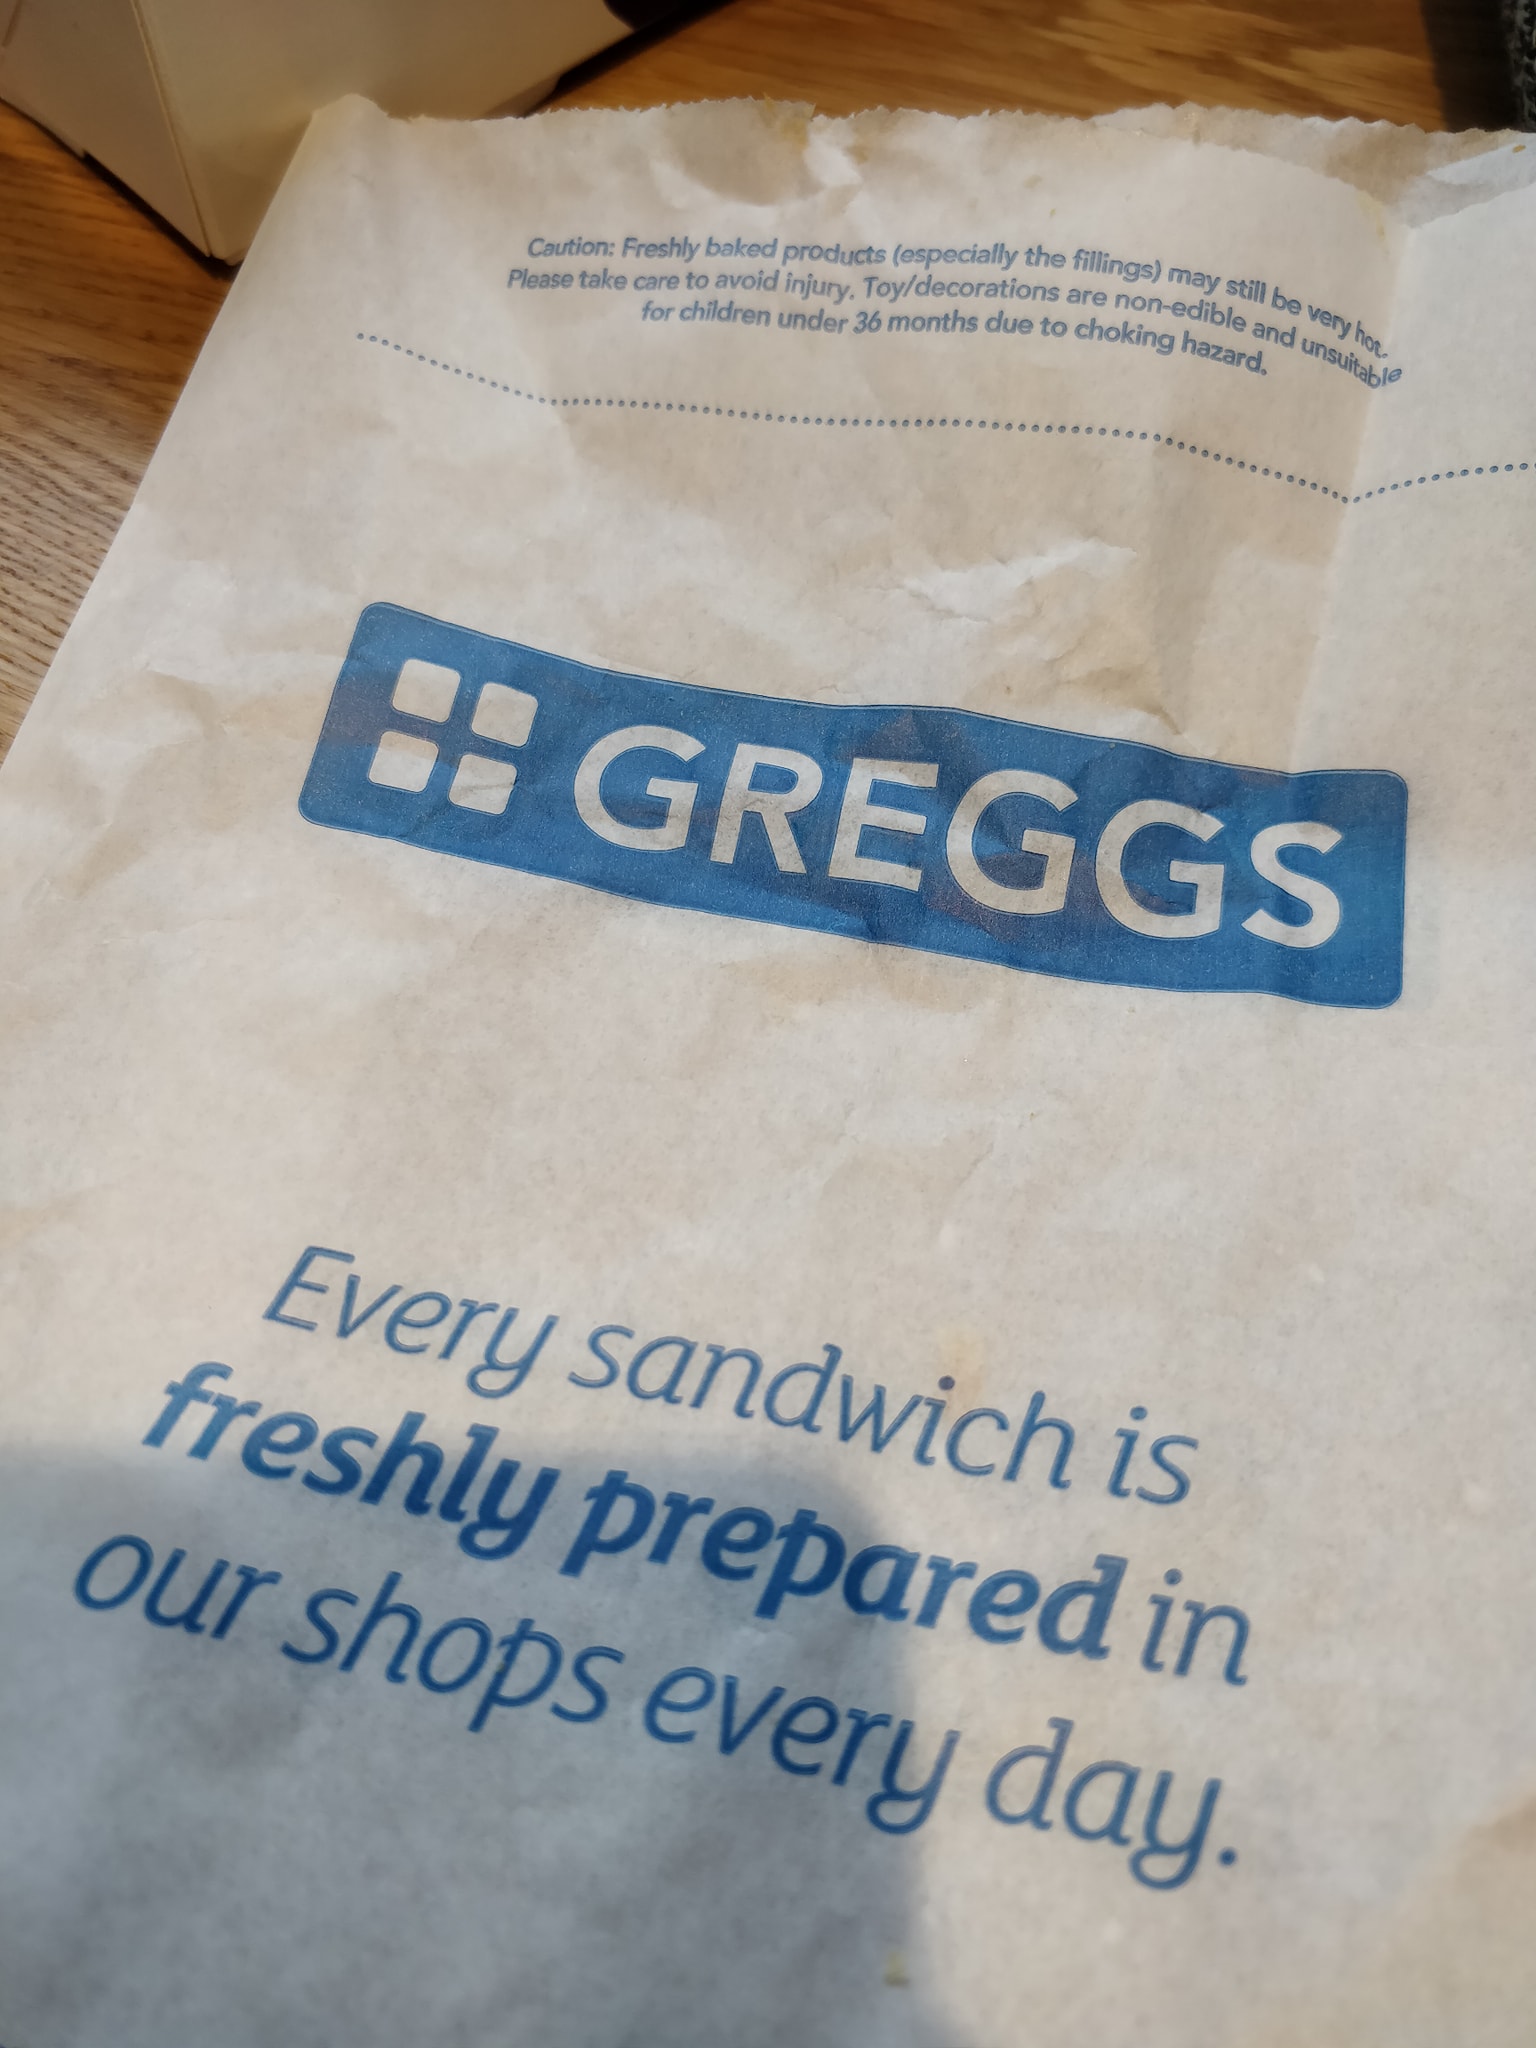 Caution: Freshly baked products (especially the fillings) may still be very hot.
Please take care to avoid injury. Toy/decorations are non-edible and unsuitable
for children under 36 months due to choking hazard.
GREGGS
Every sandwich is
freshly prepared in
our shops every day.